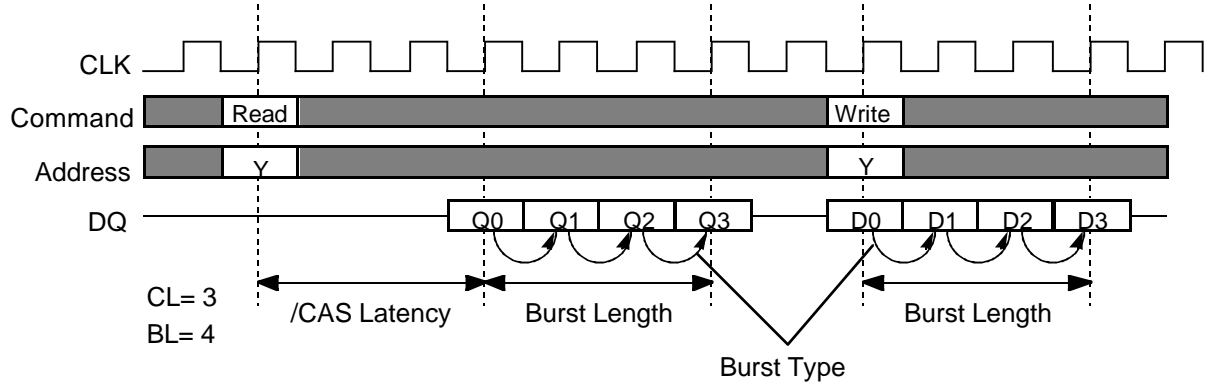 CLK
Command Read Write
Address Y Y
DQ Q0 Q1 Q2 Q3 D0 D1 D2 D3
CL= 3 /CAS Latency Burst Length Burst Length
BL= 4
Burst Type